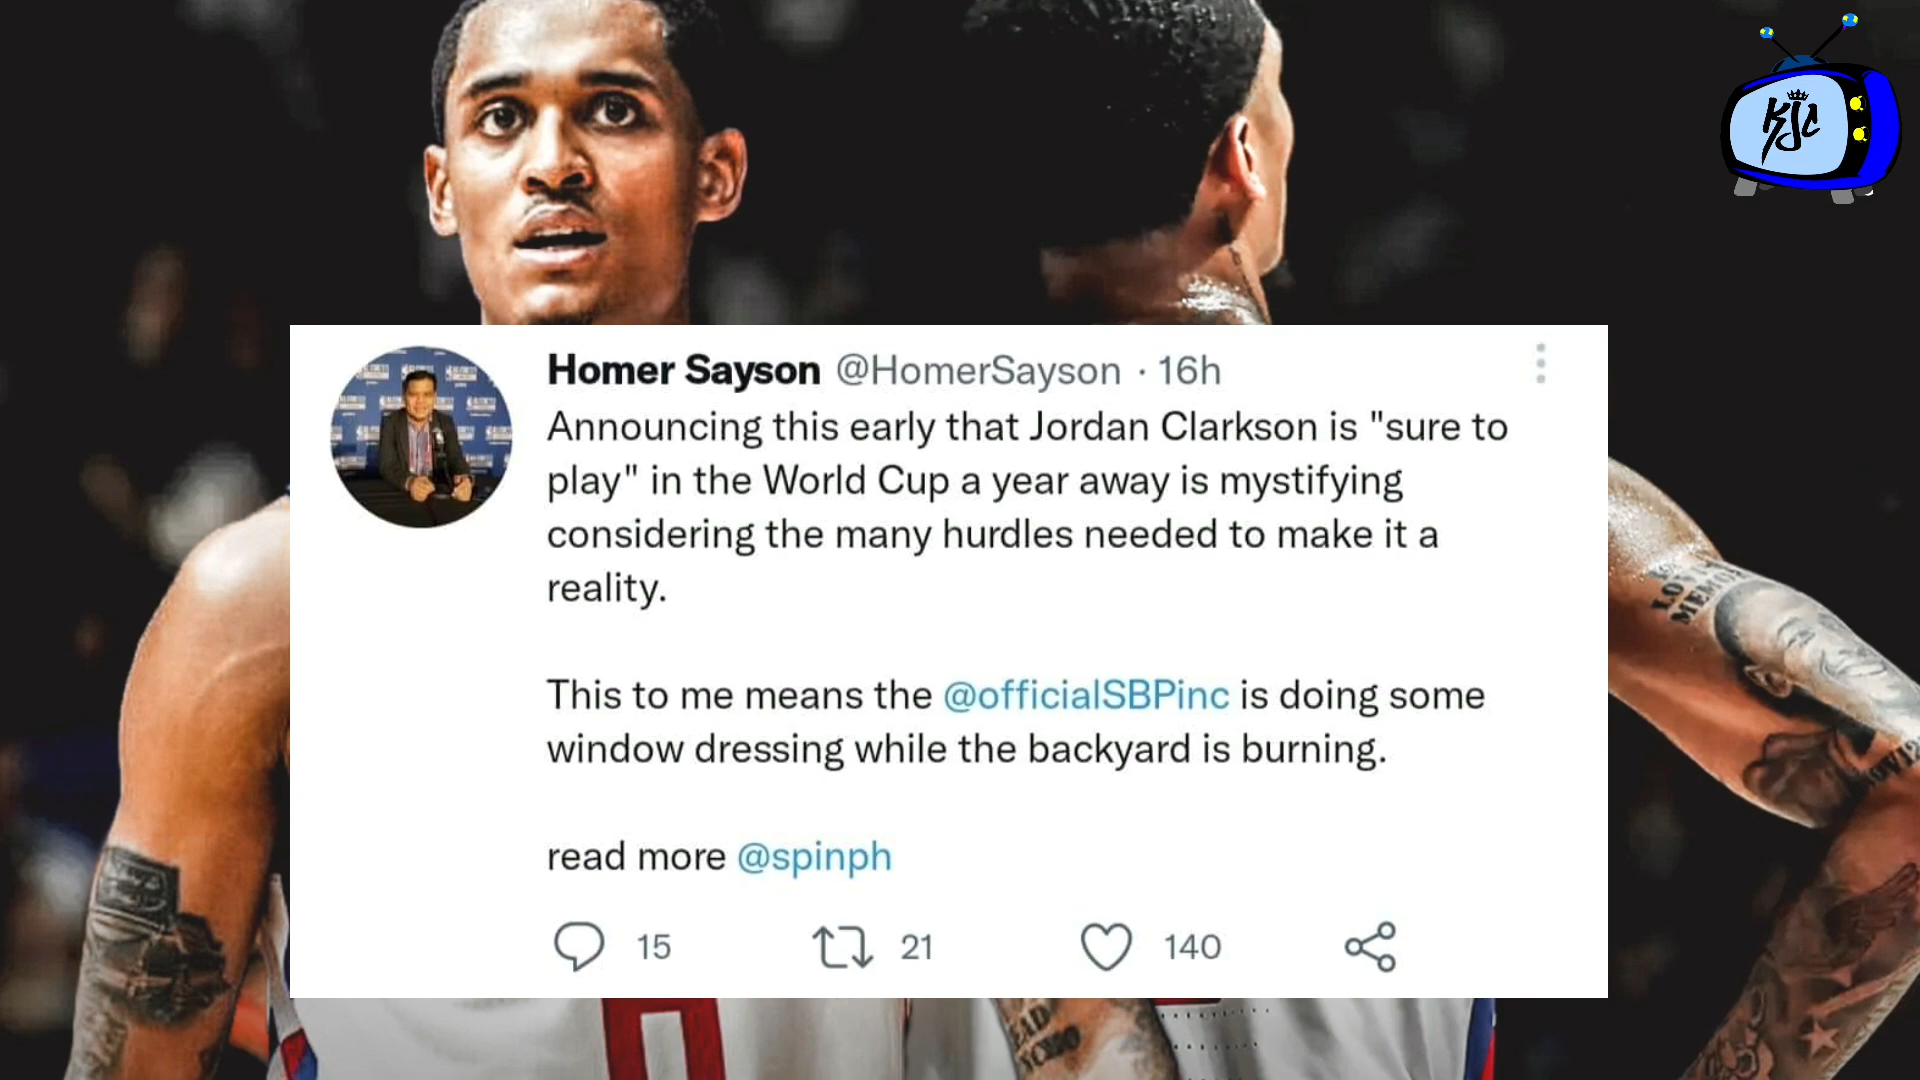 KJC
Homer Sayson @HomerSayson · 16h
Announcing this early that Jordan Clarkson is "sure to
play" in the World Cup a year away is mystifying
considering the many hurdles needed to make it a
reality.
This to me means the @officialSBPinc is doing some
window dressing while the backyard is burning.
read more @spinph
15 21 140